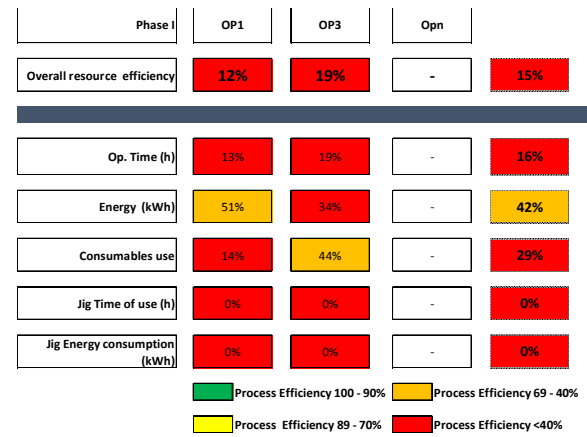 Phase I OP1 OP3 Opn
Overall resource efficiency 12% 19% - 15%
Op. Time (h) 13% 19% - 16%
Energy (kWh) 51% 34% - 42%
Consumables use 14% 44% - 29%
Jig Time of use (h) 0% 0% - 0%
Jig Energy consumption
(kWh) 0% 0% - 0%
Process Efficiency 100 - 90% Process Efficiency 69 - 40%
Process Efficiency 89 - 70% Process Efficiency <40%